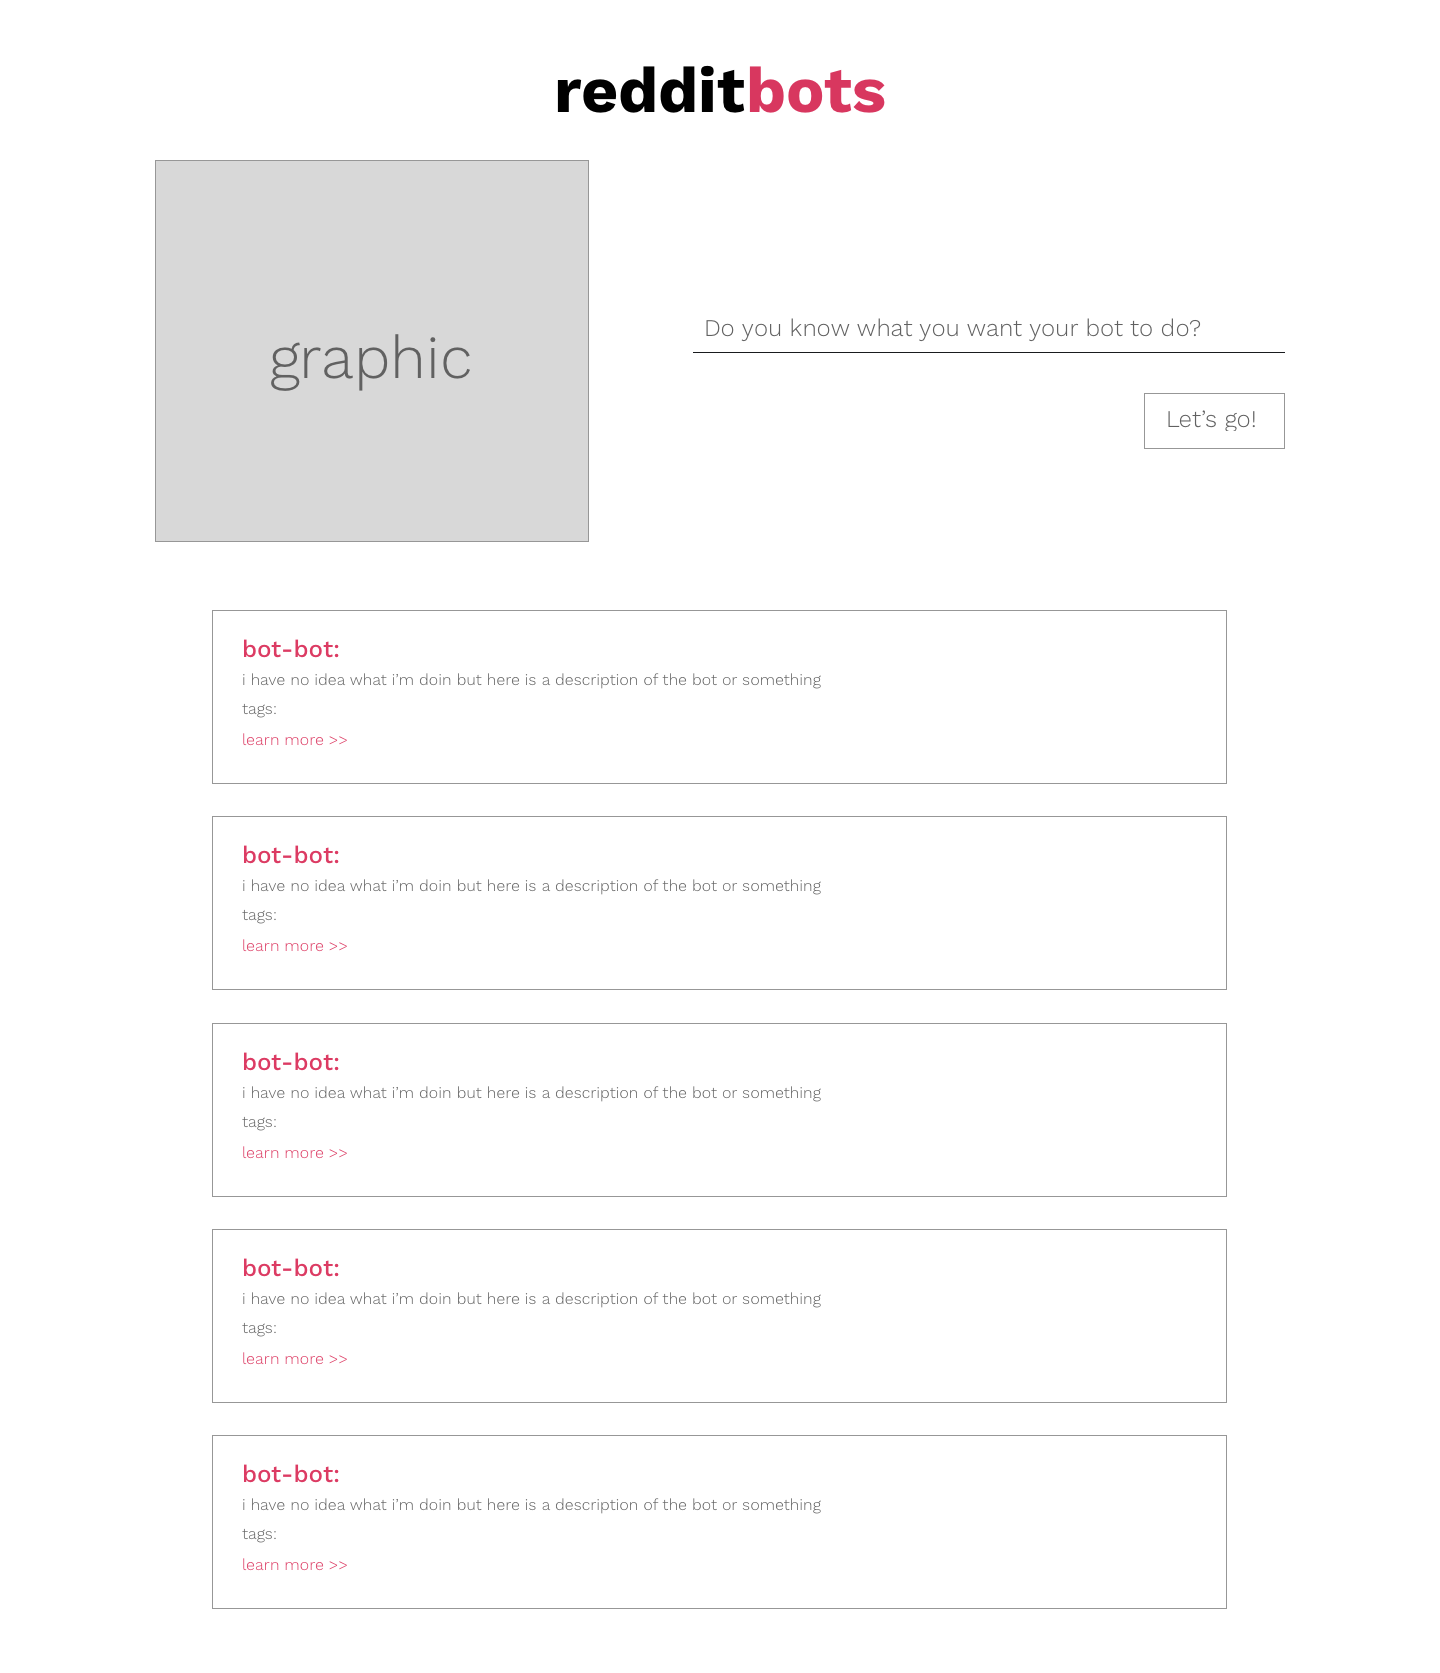 redditbots
graphic
Do you know what you want your bot to do?
Let’s go!
bot-bot:
i have no idea what i’m doin but here is a description of the bot or something
tags:
learn more >>
bot-bot:
i have no idea what i’m doin but here is a description of the bot or something
tags:
learn more >>
bot-bot:
i have no idea what i’m doin but here is a description of the bot or something
tags:
learn more >>
bot-bot:
i have no idea what i’m doin but here is a description of the bot or something
tags:
learn more >>
bot-bot:
i have no idea what i’m doin but here is a description of the bot or something
tags:
learn more >>